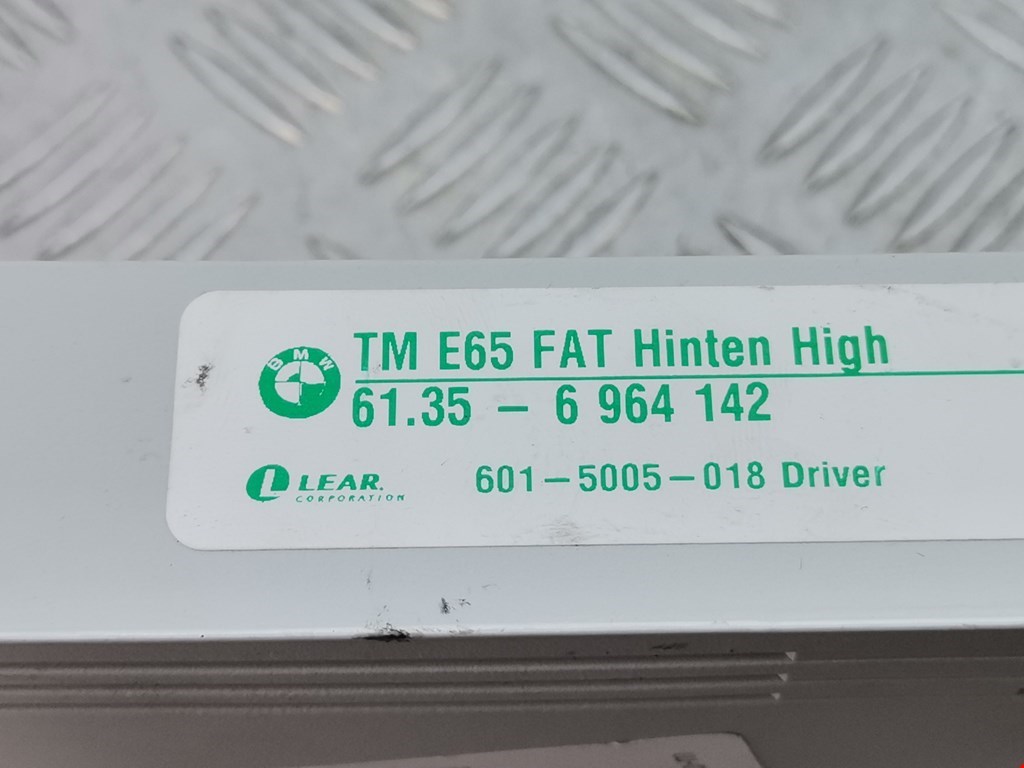 BMW
TM E65 FAT Hinten High
61.35 – 6 964 142
LEAR.
CORPORATION
601–5005–018 Driver